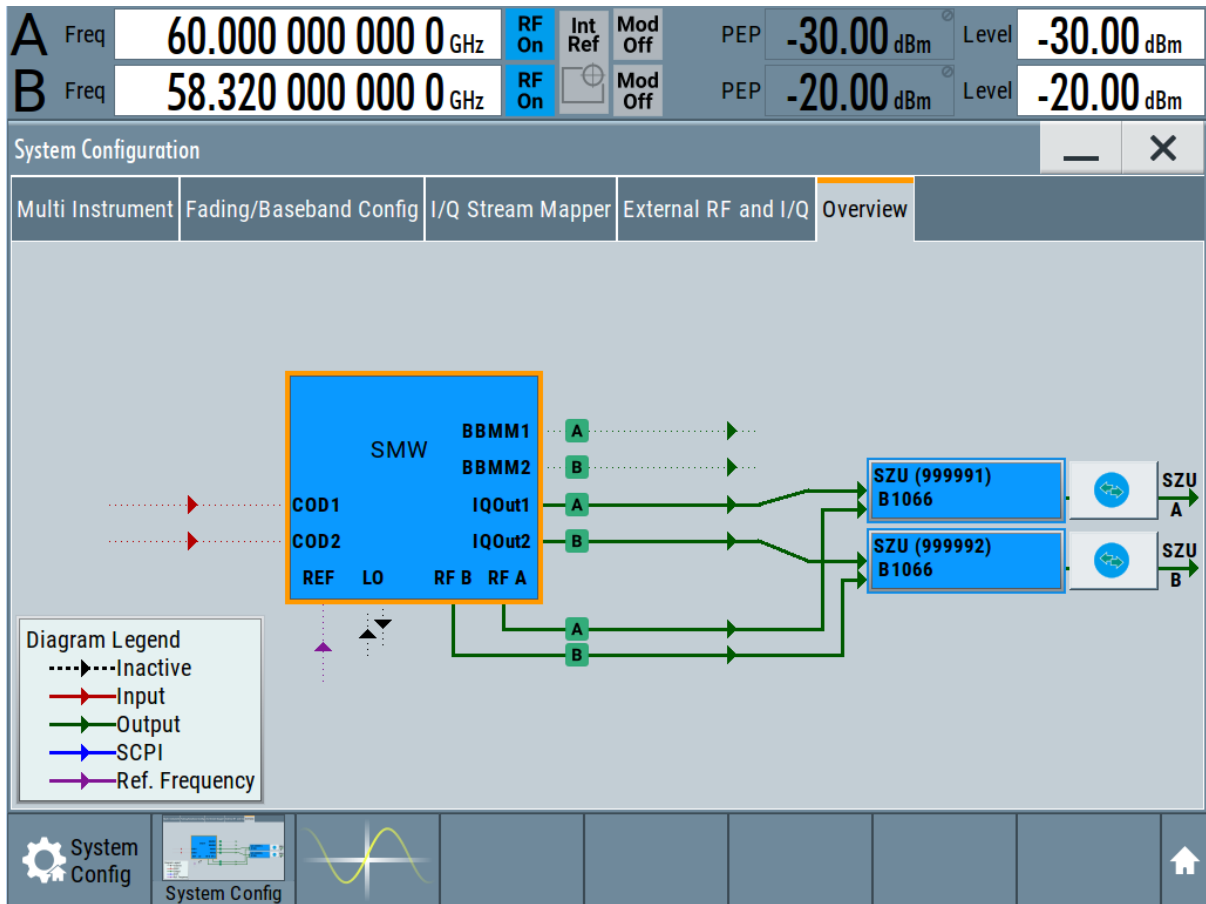 A Freq 60.000 000 000 0 GHz RF On Int Ref Mod Off PEP -30.00 dBm Level -30.00 dBm
B Freq 58.320 000 000 0 GHz RF On Mod Off PEP -20.00 dBm Level -20.00 dBm
System Configuration
Multi Instrument Fading/Baseband Config I/Q Stream Mapper External RF and I/Q Overview
SMW
BBMM1 A
BBMM2 B
COD1 IQOut1 A
COD2 IQOut2 B
REF LO RF B RF A
A
B
SZU (999991)
B1066
SZU
A
SZU (999992)
B1066
SZU
B
Diagram Legend
Inactive
Input
Output
SCPI
Ref. Frequency
System
Config
System Config